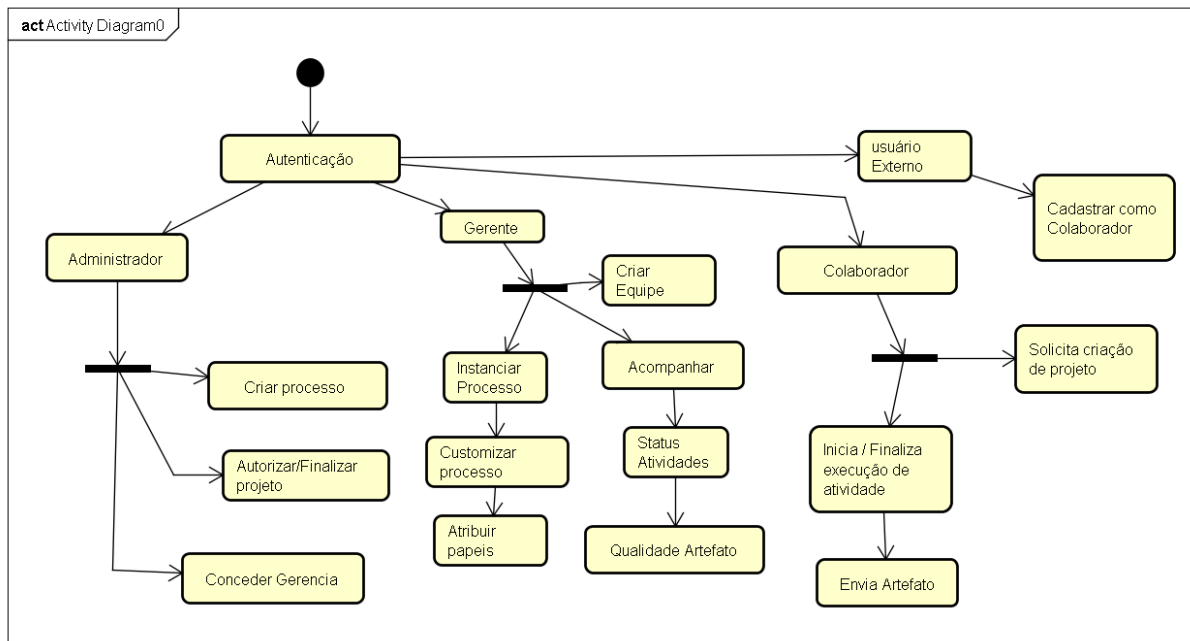 act Activity Diagram0
Autenticação
usuário
Externo
Cadastrar como
Colaborador
Administrador
Gerente
Criar
Equipe
Colaborador
Criar processo
Instanciar
Processo
Acompanhar
Solicita criação
de projeto
Autorizar/Finalizar
projeto
Customizar
processo
Status
Atividades
Inicia / Finaliza
execução de
atividade
Atribuir
papeis
Qualidade Artefato
Conceder Gerencia
Envia Artefato